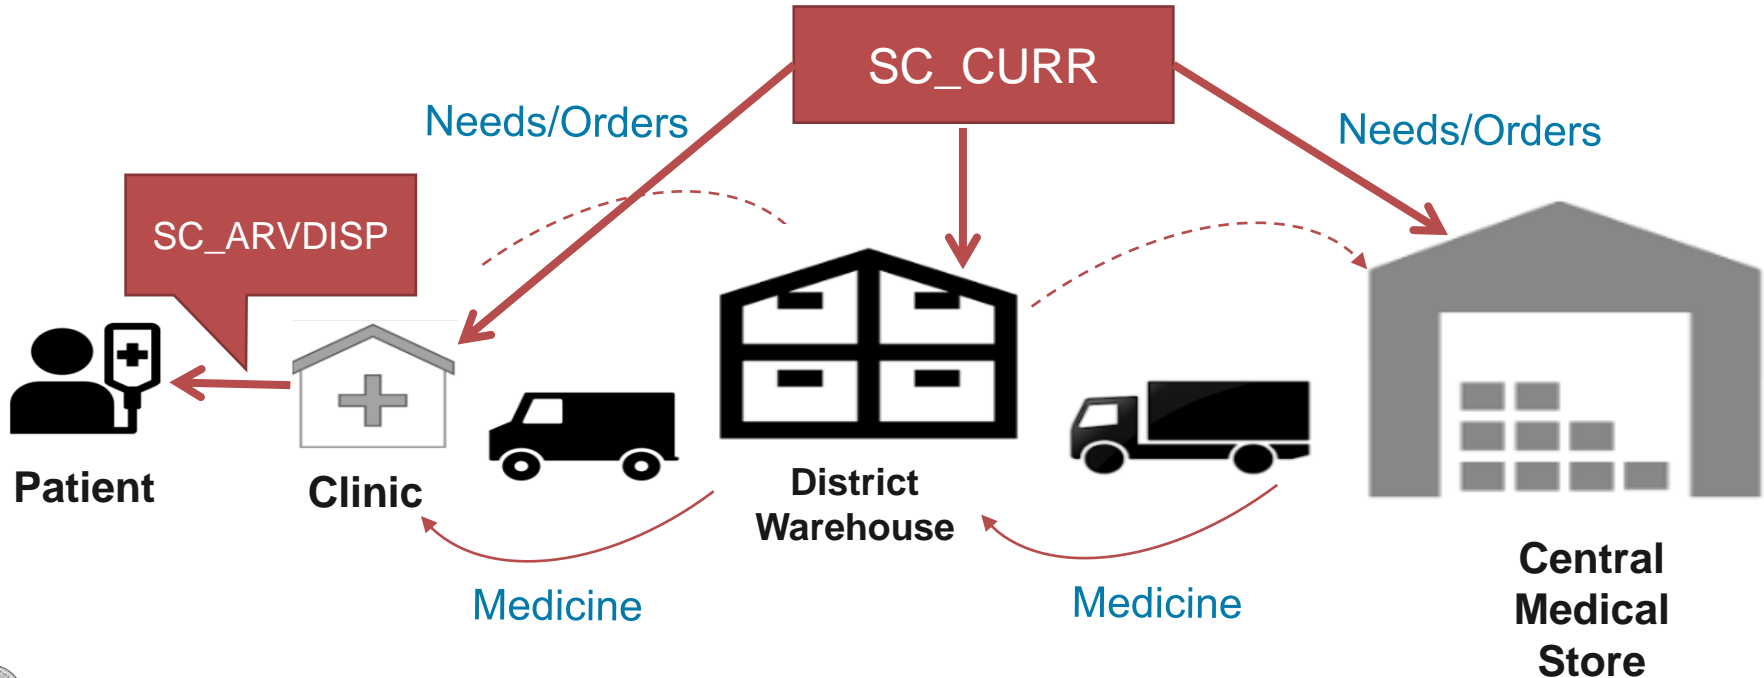 SC_CURR
Needs/Orders
Needs/Orders
SC_ARVDISP
Patient
Clinic
District
Warehouse
Medicine
Medicine
Central
Medical
Store